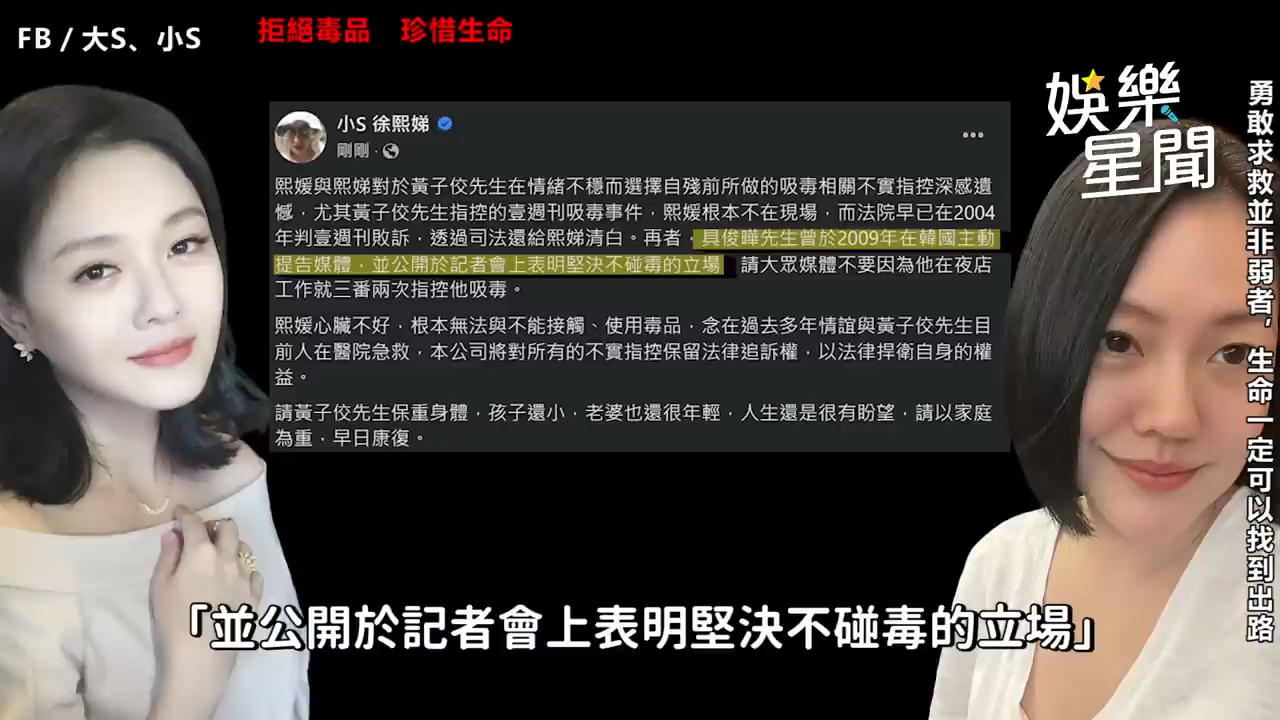 FB / 大S、小S
拒絕毒品 珍惜生命
娛樂
星聞
小S 徐熙娣
剛剛
熙媛與熙娣對於黃子佼先生在情緒不穩而選擇自殘前所做的吸毒相關不實指控深感遺
憾，尤其黃子佼先生指控的壹週刊吸毒事件，熙媛根本不在現場，而法院早已在2004
年判壹週刊敗訴，透過司法還給熙娣清白。再者，具俊曄先生曾於2009年在韓國主動
提告媒體，並公開於記者會上表明堅決不碰毒的立場 請大眾媒體不要因為他在夜店
工作就三番兩次指控他吸毒。
熙媛心臟不好，根本無法與不能接觸、使用毒品，念在過去多年情誼與黃子佼先生目
前人在醫院急救，本公司將對所有的不實指控保留法律追訴權，以法律捍衛自身的權
益。
請黃子佼先生保重身體，孩子還小，老婆也還很年輕，人生還是很有盼望，請以家庭
為重，早日康復。
勇敢求救並非弱者，生命一定可以找到出路
「並公開於記者會上表明堅決不碰毒的立場」